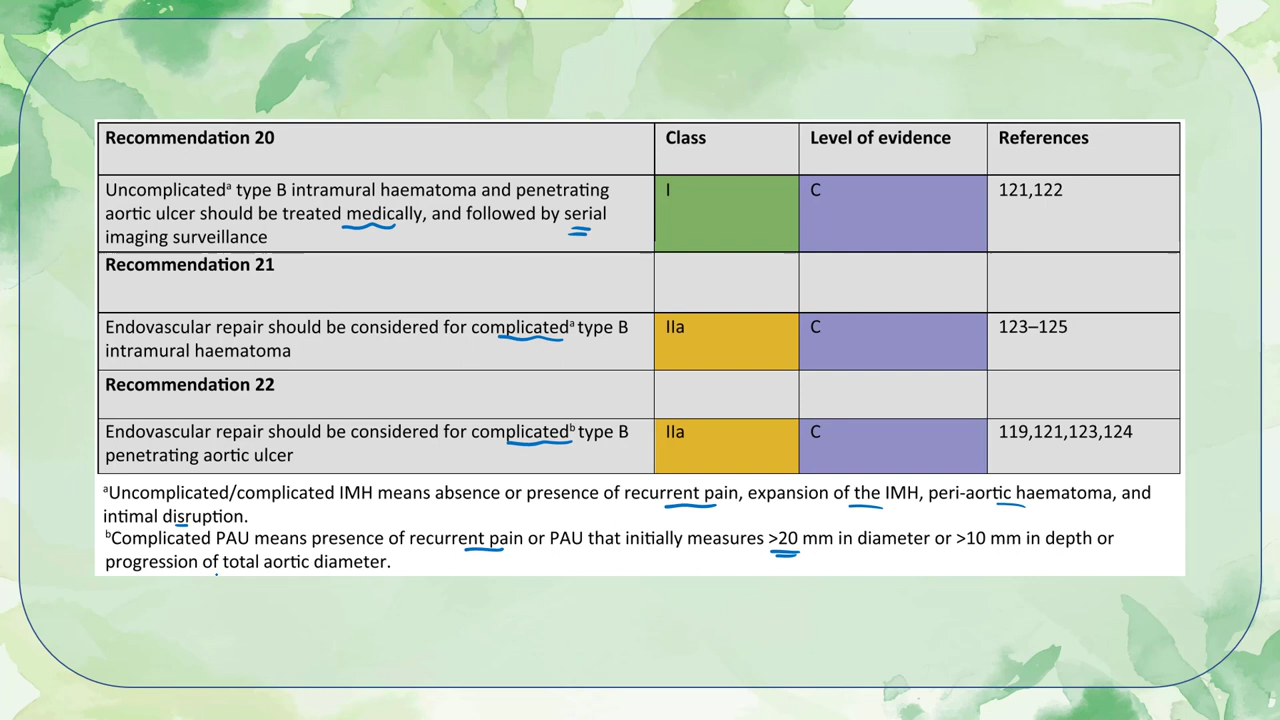 Recommendation 20 Class Level of evidence References
Uncomplicatedᵃ type B intramural haematoma and penetrating I C 121,122
aortic ulcer should be treated medically, and followed by serial
imaging surveillance
Recommendation 21
Endovascular repair should be considered for complicatedᵃ type B IIa C 123–125
intramural haematoma
Recommendation 22
Endovascular repair should be considered for complicatedᵇ type B IIa C 119,121,123,124
penetrating aortic ulcer
ᵃUncomplicated/complicated IMH means absence or presence of recurrent pain, expansion of the IMH, peri-aortic haematoma, and
intimal disruption.
ᵇComplicated PAU means presence of recurrent pain or PAU that initially measures >20 mm in diameter or >10 mm in depth or
progression of total aortic diameter.